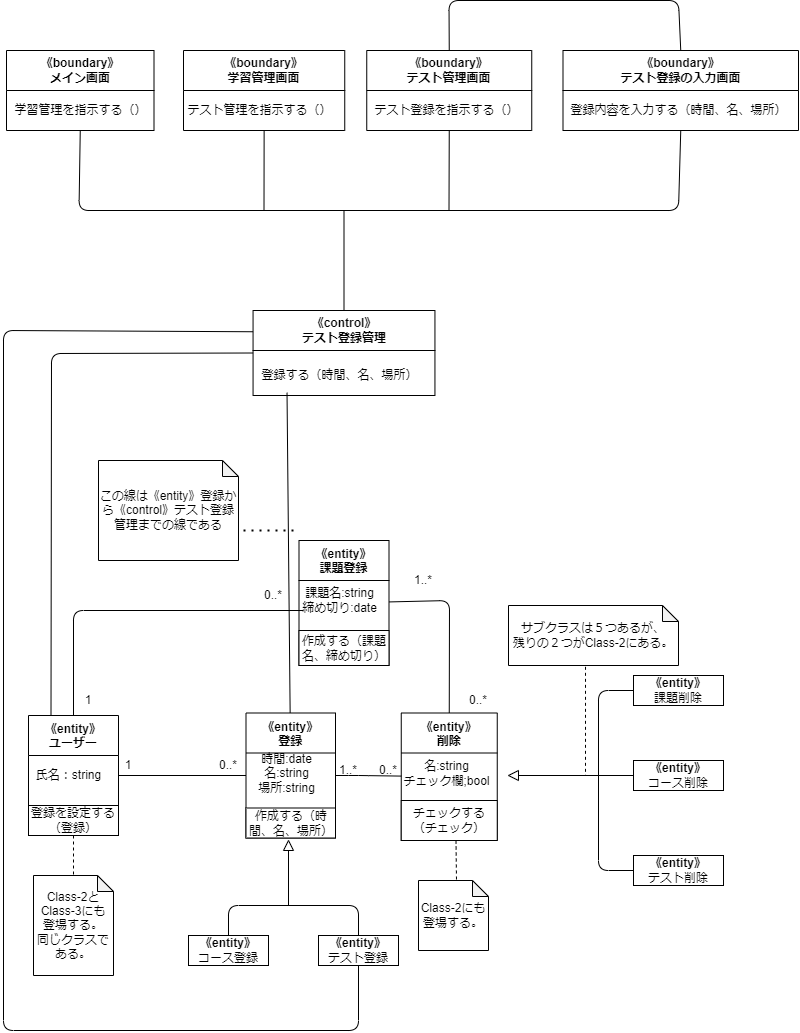 《boundary》
メイン画面
学習管理を指示する（）
《boundary》
学習管理画面
テスト管理を指示する（）
《boundary》
テスト管理画面
テスト登録を指示する（）
《boundary》
テスト登録の入力画面
登録内容を入力する（時間、名、場所）
《control》
テスト登録管理
登録する（時間、名、場所）
この線は《entity》登録か
ら《control》テスト登録
管理までの線である
《entity》
課題登録
課題名:string
締め切り:date
作成する（課題
名、締め切り）
0..*
1..*
サブクラスは５つあるが、
残りの２つがClass-2にある。
1
0..*
《entity》
課題削除
《entity》
ユーザー
氏名：string
登録を設定する
（登録）
1
0..*
《entity》
登録
時間:date
名:string
場所:string
作成する（時
間、名、場所）
1..*
0..*
《entity》
削除
名:string
チェック欄;bool
チェックする
（チェック）
《entity》
コース削除
《entity》
テスト削除
Class-2と
Class-3にも
登場する。
同じクラスで
ある。
Class-2にも
登場する。
《entity》
コース登録
《entity》
テスト登録